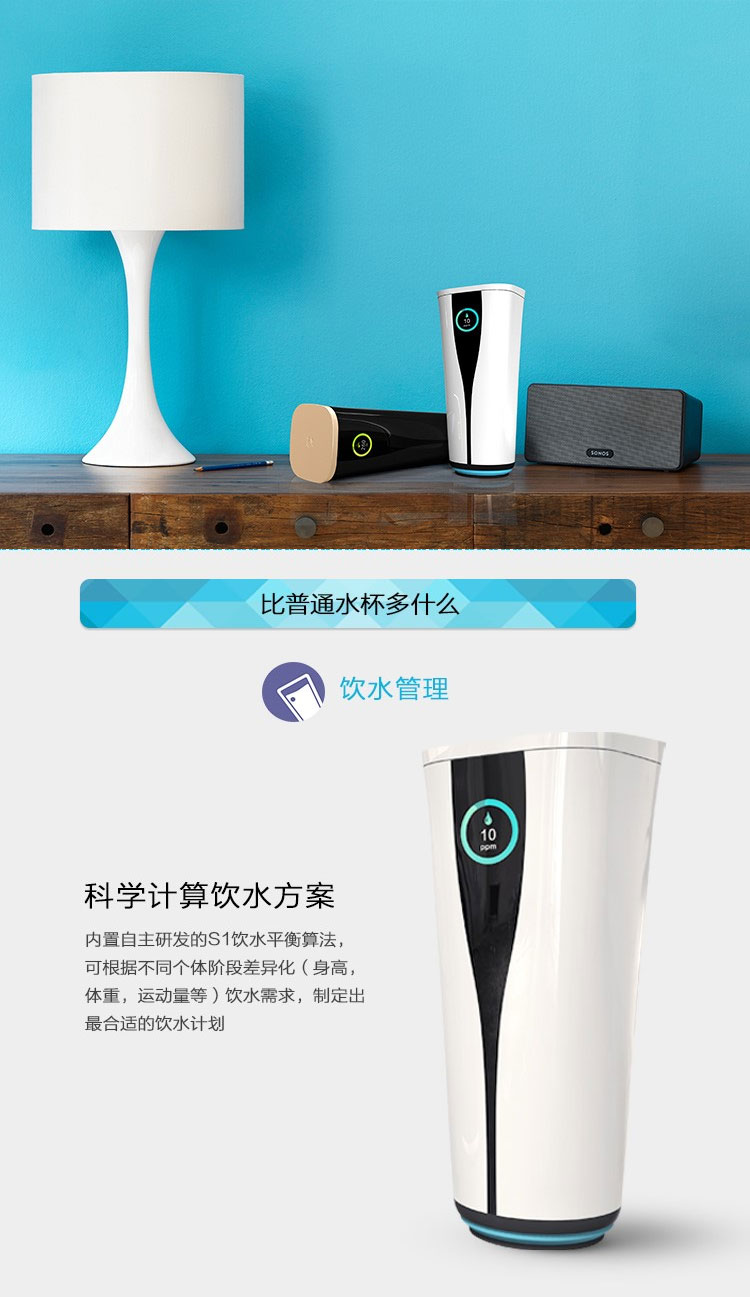 10
ppm
SONOS
比普通水杯多什么
饮水管理
10
ppm
科学计算饮水方案
内置自主研发的S1饮水平衡算法，
可根据不同个体阶段差异化（身高，
体重，运动量等）饮水需求，制定出
最合适的饮水计划